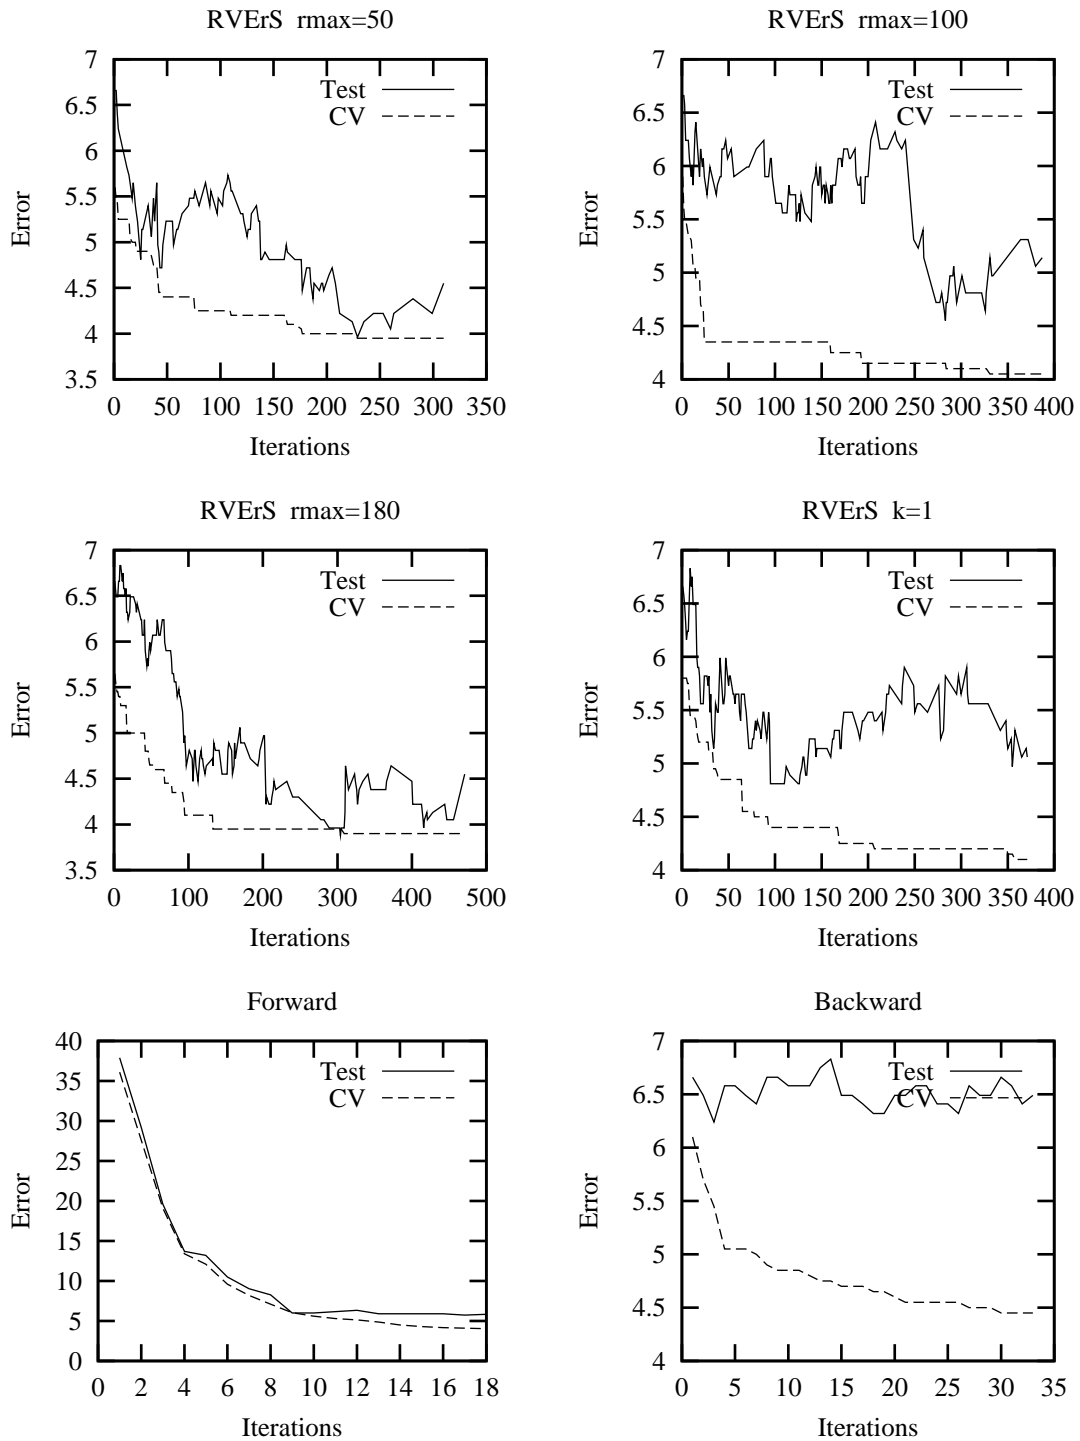 RVErS rmax=50
7
6.5
6
5.5
5
4.5
4
3.5
Error
Test
CV
0 50 100 150 200 250 300 350
Iterations
RVErS rmax=100
7
6.5
6
5.5
5
4.5
4
Error
Test
CV
0 50 100 150 200 250 300 350 400
Iterations
RVErS rmax=180
7
6.5
6
5.5
5
4.5
4
3.5
Error
Test
CV
0 100 200 300 400 500
Iterations
RVErS k=1
7
6.5
6
5.5
5
4.5
4
Error
Test
CV
0 50 100 150 200 250 300 350 400
Iterations
Forward
40
35
30
25
20
15
10
5
0
Error
Test
CV
0 2 4 6 8 10 12 14 16 18
Iterations
Backward
7
6.5
6
5.5
5
4.5
4
Error
Test
CV
0 5 10 15 20 25 30 35
Iterations